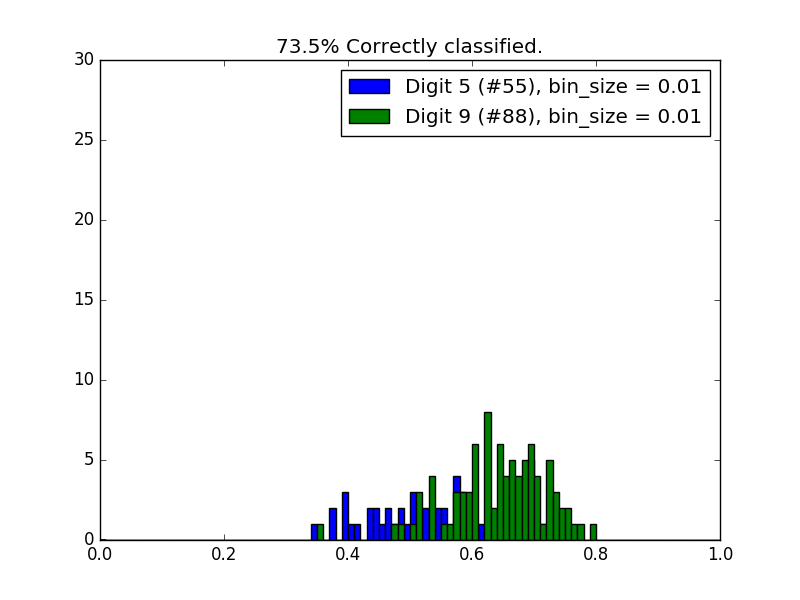 73.5% Correctly classified.
Digit 5 (#55), bin_size = 0.01
Digit 9 (#88), bin_size = 0.01
30
25
20
15
10
5
0
0.0 0.2 0.4 0.6 0.8 1.0